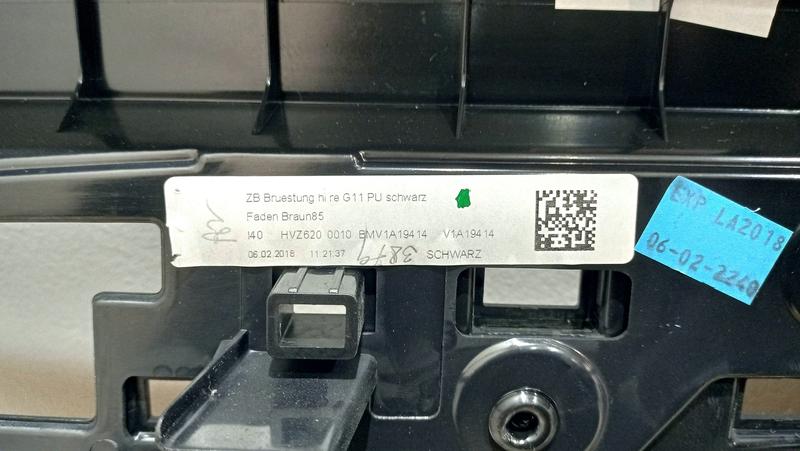 ZB Bruestung hi re G11 PU schwarz
Faden Braun85
I40 HVZ620 0010 BMV1A19414 V1A19414
06.02.2018 11:21:37 SCHWARZ
3879
EXP LA2018
06-02-2240